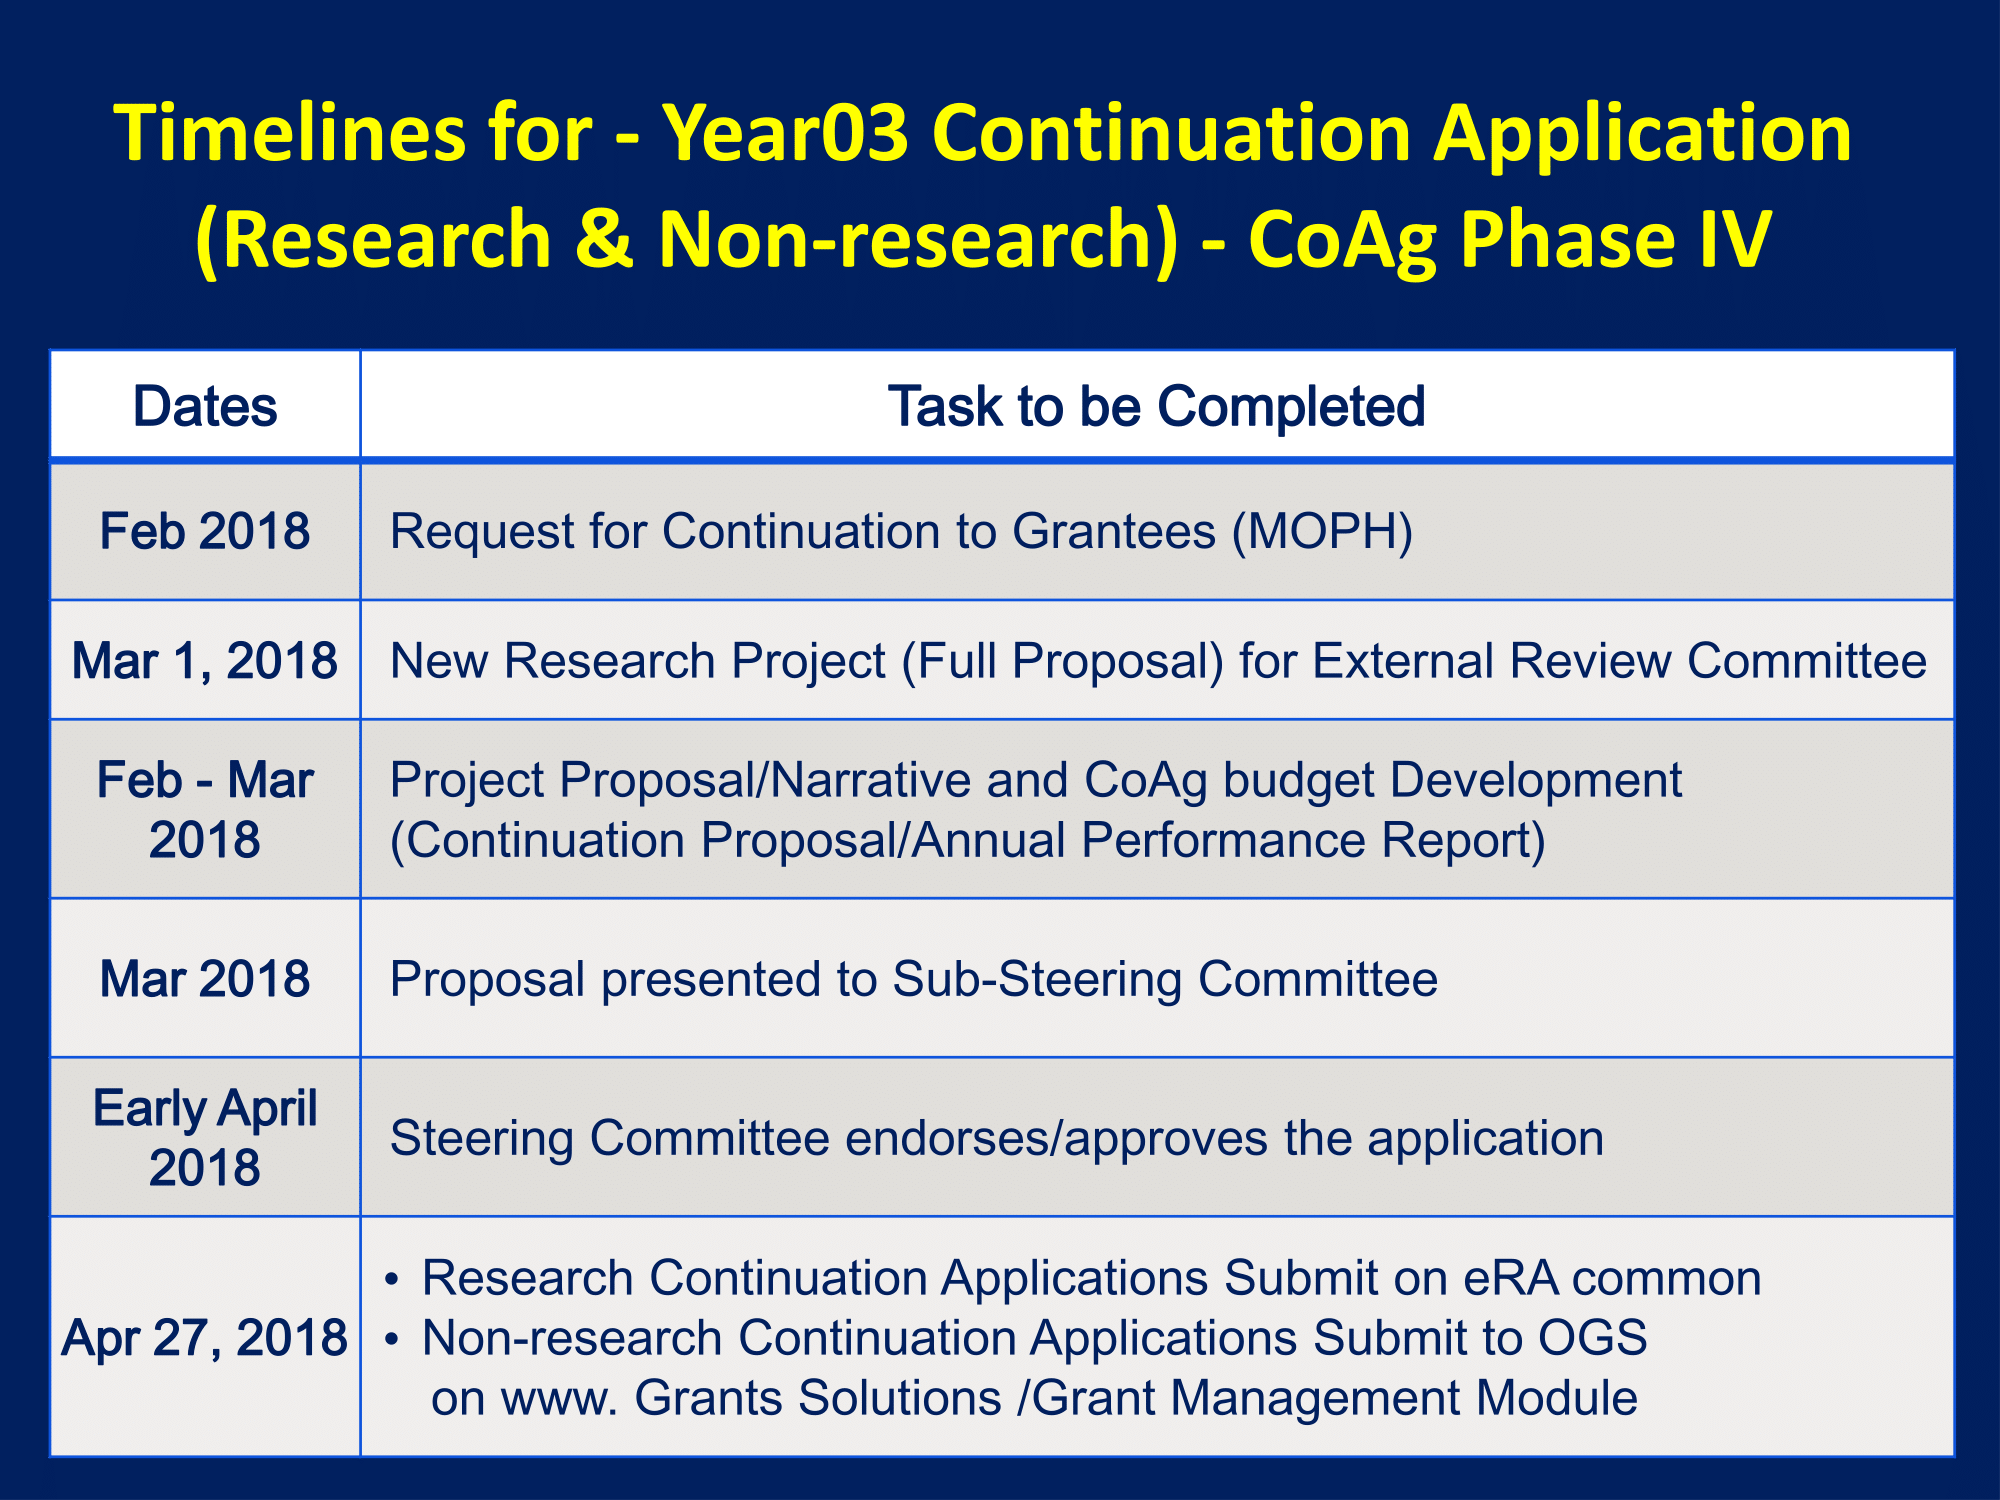 Timelines for - Year03 Continuation Application
(Research & Non-research) - CoAg Phase IV
Dates
Task to be Completed
Feb 2018
Request for Continuation to Grantees (MOPH)
Mar 1, 2018
New Research Project (Full Proposal) for External Review Committee
Feb - Mar
2018
Project Proposal/Narrative and CoAg budget Development
(Continuation Proposal/Annual Performance Report)
Mar 2018
Proposal presented to Sub-Steering Committee
Early April
2018
Steering Committee endorses/approves the application
Apr 27, 2018
• Research Continuation Applications Submit on eRA common
• Non-research Continuation Applications Submit to OGS
on www. Grants Solutions /Grant Management Module